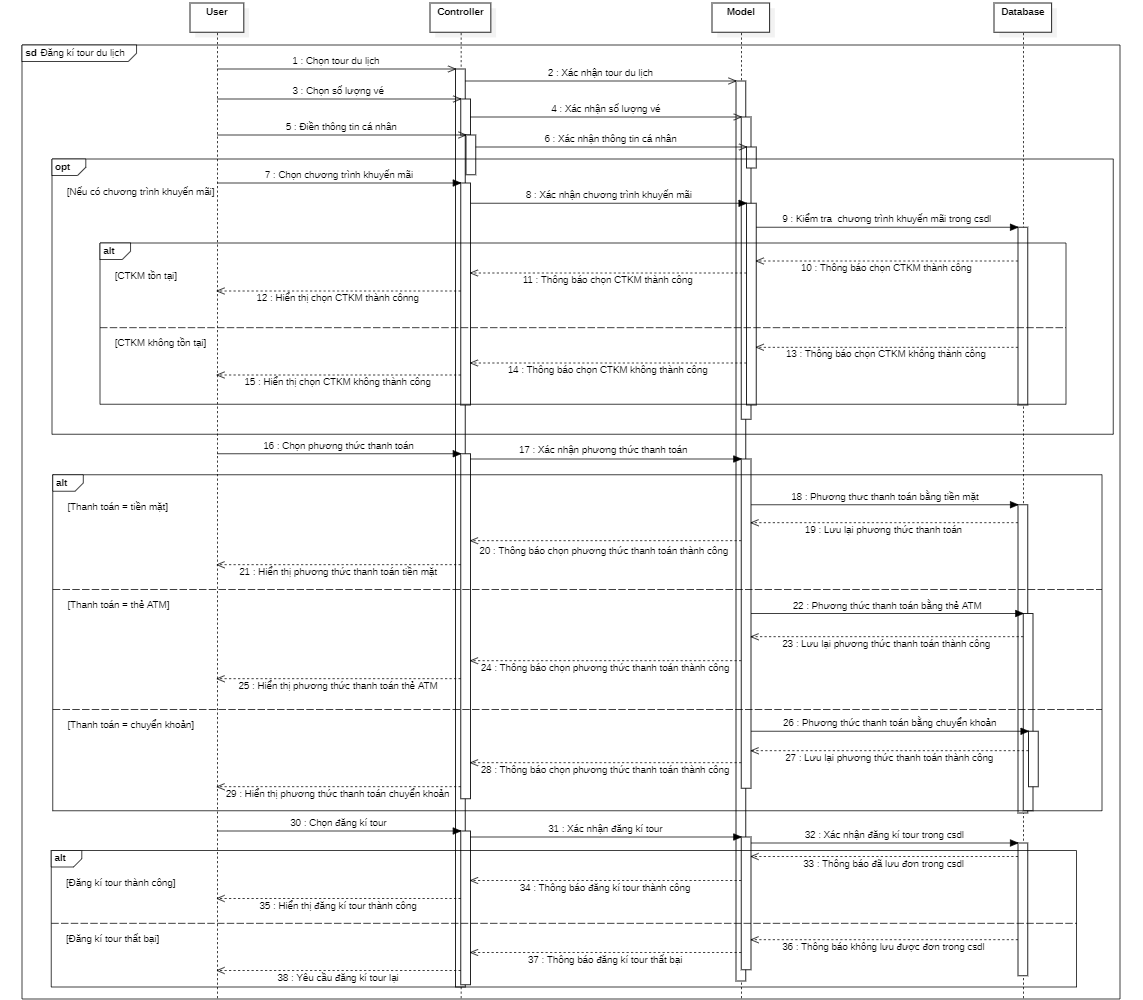 User
Controller
Model
Database
sd Đăng kí tour du lịch
1 : Chọn tour du lịch
2 : Xác nhận tour du lịch
3 : Chọn số lượng vé
4 : Xác nhận số lượng vé
5 : Điền thông tin cá nhân
6 : Xác nhận thông tin cá nhân
opt
7 : Chọn chương trình khuyến mãi
[Nếu có chương trình khuyến mãi]
8 : Xác nhận chương trình khuyến mãi
9 : Kiểm tra chương trình khuyến mãi trong csdl
alt
[CTKM tồn tại]
10 : Thông báo chọn CTKM thành công
11 : Thông báo chọn CTKM thành công
12 : Hiển thị chọn CTKM thành cônng
[CTKM không tồn tại]
13 : Thông báo chọn CTKM không thành công
14 : Thông báo chọn CTKM không thành công
15 : Hiển thị chọn CTKM không thành công
16 : Chọn phương thức thanh toán
17 : Xác nhận phương thức thanh toán
alt
[Thanh toán = tiền mặt]
18 : Phương thưc thanh toán bằng tiền mặt
19 : Lưu lại phương thức thanh toán
20 : Thông báo chọn phương thức thanh toán thành công
21 : Hiển thị phương thức thanh toán tiền mặt
[Thanh toán = thẻ ATM]
22 : Phương thức thanh toán bằng thẻ ATM
23 : Lưu lại phương thức thanh toán thành công
24 : Thông báo chọn phương thức thanh toán thành công
25 : Hiển thị phương thức thanh toán thẻ ATM
[Thanh toán = chuyển khoản]
26 : Phương thức thanh toán bằng chuyển khoản
27 : Lưu lại phương thức thanh toán thành công
28 : Thông báo chọn phương thức thanh toán thành công
29 : Hiển thị phương thức thanh toán chuyển khoản
30 : Chọn đăng kí tour
31 : Xác nhận đăng kí tour
32 : Xác nhận đăng kí tour trong csdl
alt
33 : Thông báo đã lưu đơn trong csdl
[Đăng kí tour thành công]
34 : Thông báo đăng kí tour thành công
35 : Hiển thị đăng kí tour thành công
[Đăng kí tour thất bại]
36 : Thông báo không lưu được đơn trong csdl
37 : Thông báo đăng kí tour thất bại
38 : Yêu cầu đăng kí tour lại